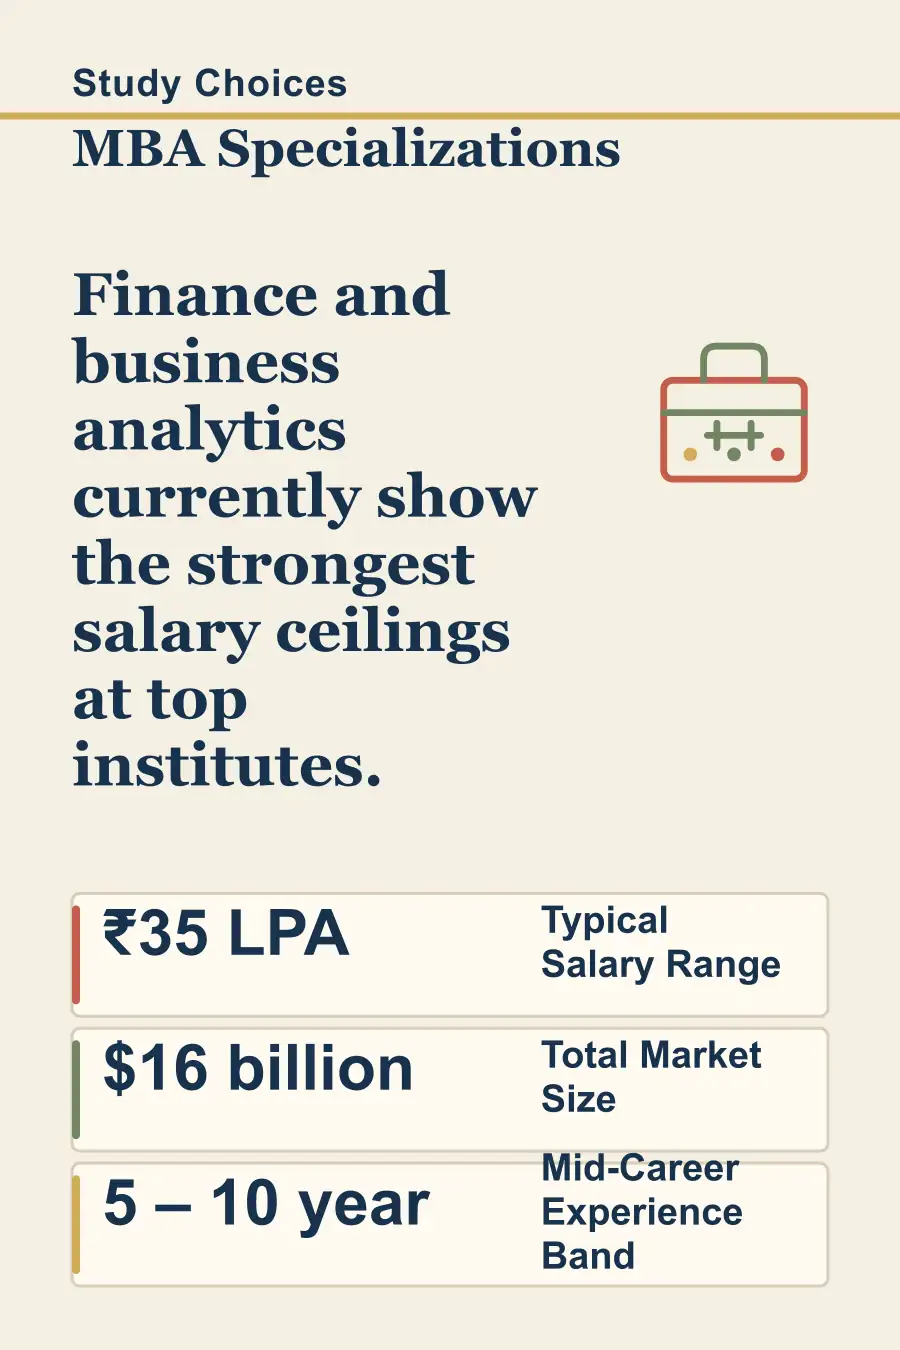 Study Choices
MBA Specializations
Finance and
business
analytics
currently show
the strongest
salary ceilings
at top
institutes.
₹35 LPA
Typical
Salary Range
$16 billion
Total Market
Size
5 – 10 year
Mid-Career
Experience
Band